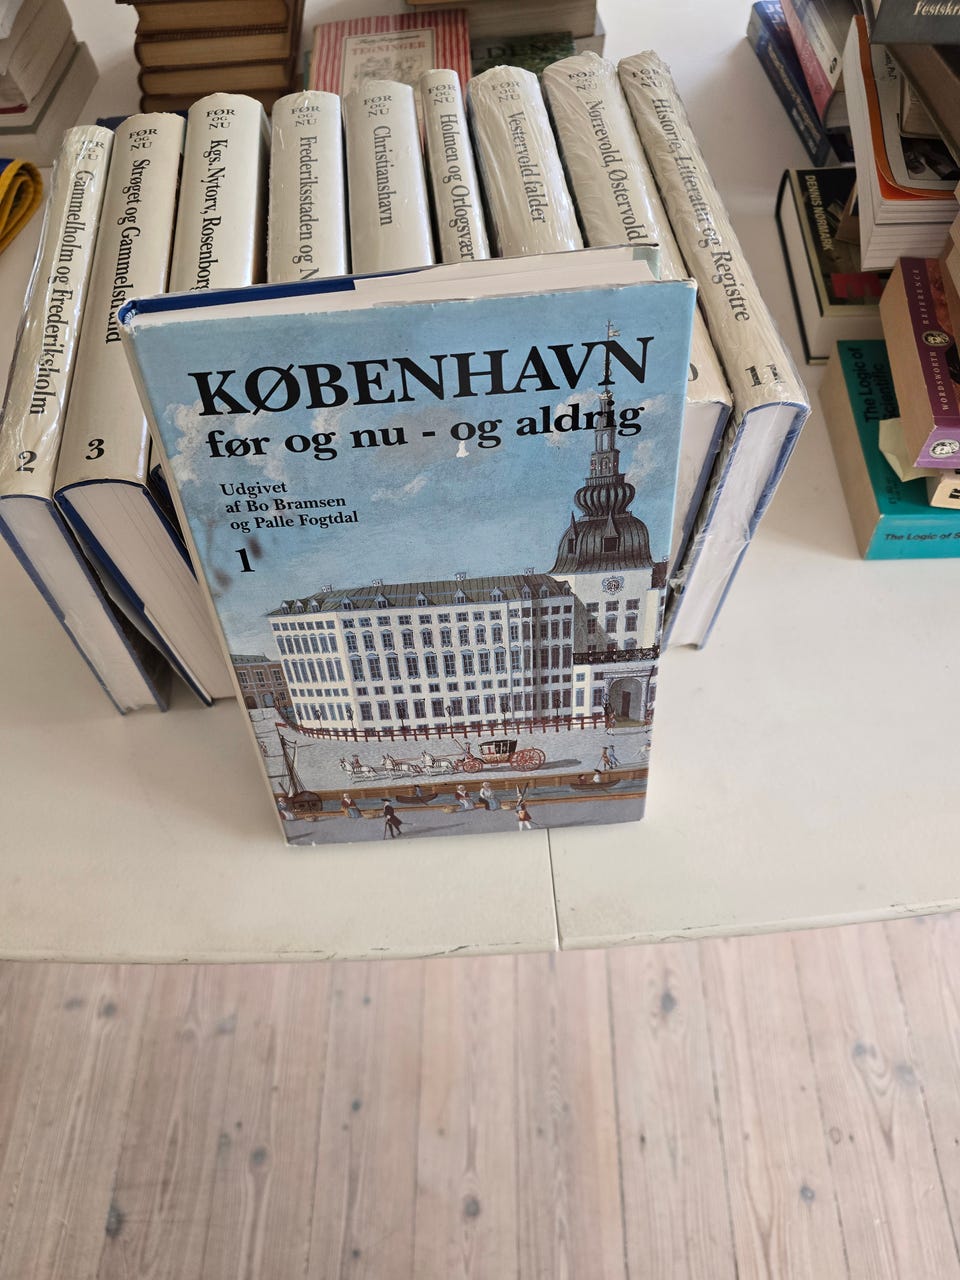 KØBENHAVN
før og nu - og aldrig
Udgivet
af Bo Bramsen
og Palle Fogtdal
1
FØR
OG
NU
Gammelholm og Frederiksholm
2
FØR
OG
NU
Strøget og Gammelstrand
3
FØR
OG
NU
Kgs. Nytorv, Rosenborg
FØR
OG
NU
Frederiksstaden og N
FØR
OG
NU
Christianshavn
FØR
OG
NU
Holmen og Orlogsvær
FØR
OG
NU
Vestervold falder
FØR
OG
NU
Nørrevold, Østervold
FØR
OG
NU
Historie, Litteratur og Registre
11
TEGNINGER
DEN
DENNIS NORMARK
The Logic of
Scientific
The Logic of S
WORDSWORTH REFERENCE
Festskri